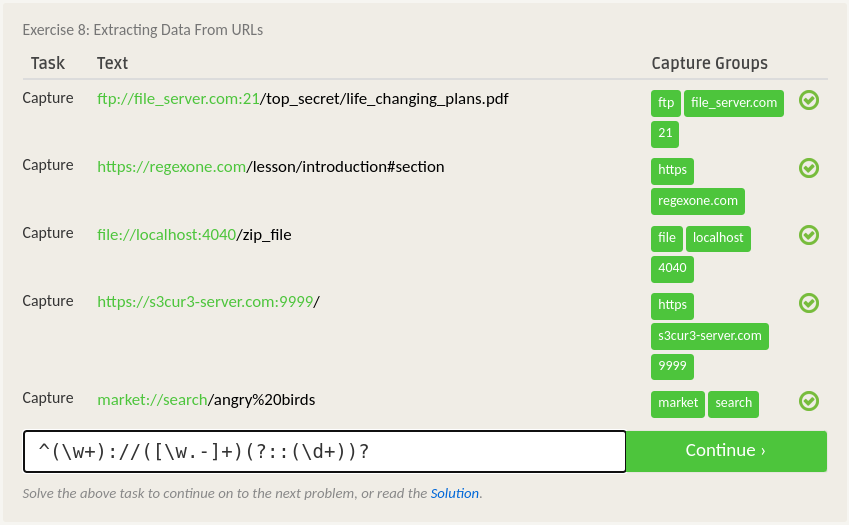 Exercise 8: Extracting Data From URLs
Task Text Capture Groups
Capture ftp://file_server.com:21/top_secret/life_changing_plans.pdf ftp file_server.com
21
Capture https://regexone.com/lesson/introduction#section https
regexone.com
Capture file://localhost:4040/zip_file file localhost
4040
Capture https://s3cur3-server.com:9999/ https
s3cur3-server.com
9999
Capture market://search/angry%20birds market search
^(\w+)://([\w.-]+)(?::(\d+))? Continue ›
Solve the above task to continue on to the next problem, or read the Solution.